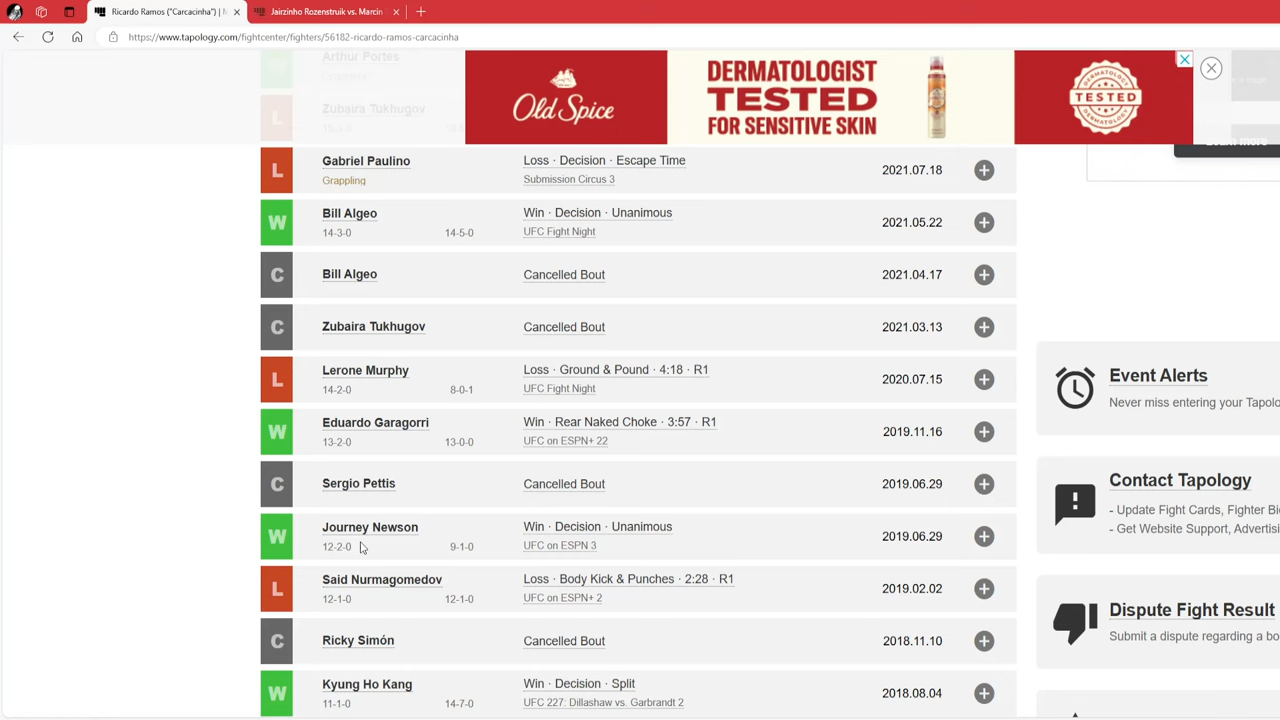 Ricardo Ramos ("Carcacinha") | M
Jairzinho Rozenstruik vs. Marcin
https://www.tapology.com/fightcenter/fighters/56182-ricardo-ramos-carcacinha
Arthur Portes
Grappling
L
Zubaira Tukhugov
Old Spice
DERMATOLOGIST
TESTED
FOR SENSITIVE SKIN
TESTED
DERMATOLOGY
Learn more
L
Gabriel Paulino
Loss · Decision · Escape Time
2021.07.18
Grappling
Submission Circus 3
W
Bill Algeo
Win · Decision · Unanimous
2021.05.22
14-3-0
14-5-0
UFC Fight Night
C
Bill Algeo
Cancelled Bout
2021.04.17
C
Zubaira Tukhugov
Cancelled Bout
2021.03.13
L
Lerone Murphy
Loss · Ground & Pound · 4:18 · R1
2020.07.15
14-2-0
8-0-1
UFC Fight Night
W
Eduardo Garagorri
Win · Rear Naked Choke · 3:57 · R1
2019.11.16
13-2-0
13-0-0
UFC on ESPN+ 22
C
Sergio Pettis
Cancelled Bout
2019.06.29
W
Journey Newson
Win · Decision · Unanimous
2019.06.29
12-2-0
9-1-0
UFC on ESPN 3
L
Said Nurmagomedov
Loss · Body Kick & Punches · 2:28 · R1
2019.02.02
12-1-0
12-1-0
UFC on ESPN+ 2
C
Ricky Simón
Cancelled Bout
2018.11.10
W
Kyung Ho Kang
Win · Decision · Split
2018.08.04
11-1-0
14-7-0
UFC 227: Dillashaw vs. Garbrandt 2
Event Alerts
Never miss entering your Tapolo
Contact Tapology
- Update Fight Cards, Fighter Bi
- Get Website Support, Advertisi
Dispute Fight Result
Submit a dispute regarding a bo